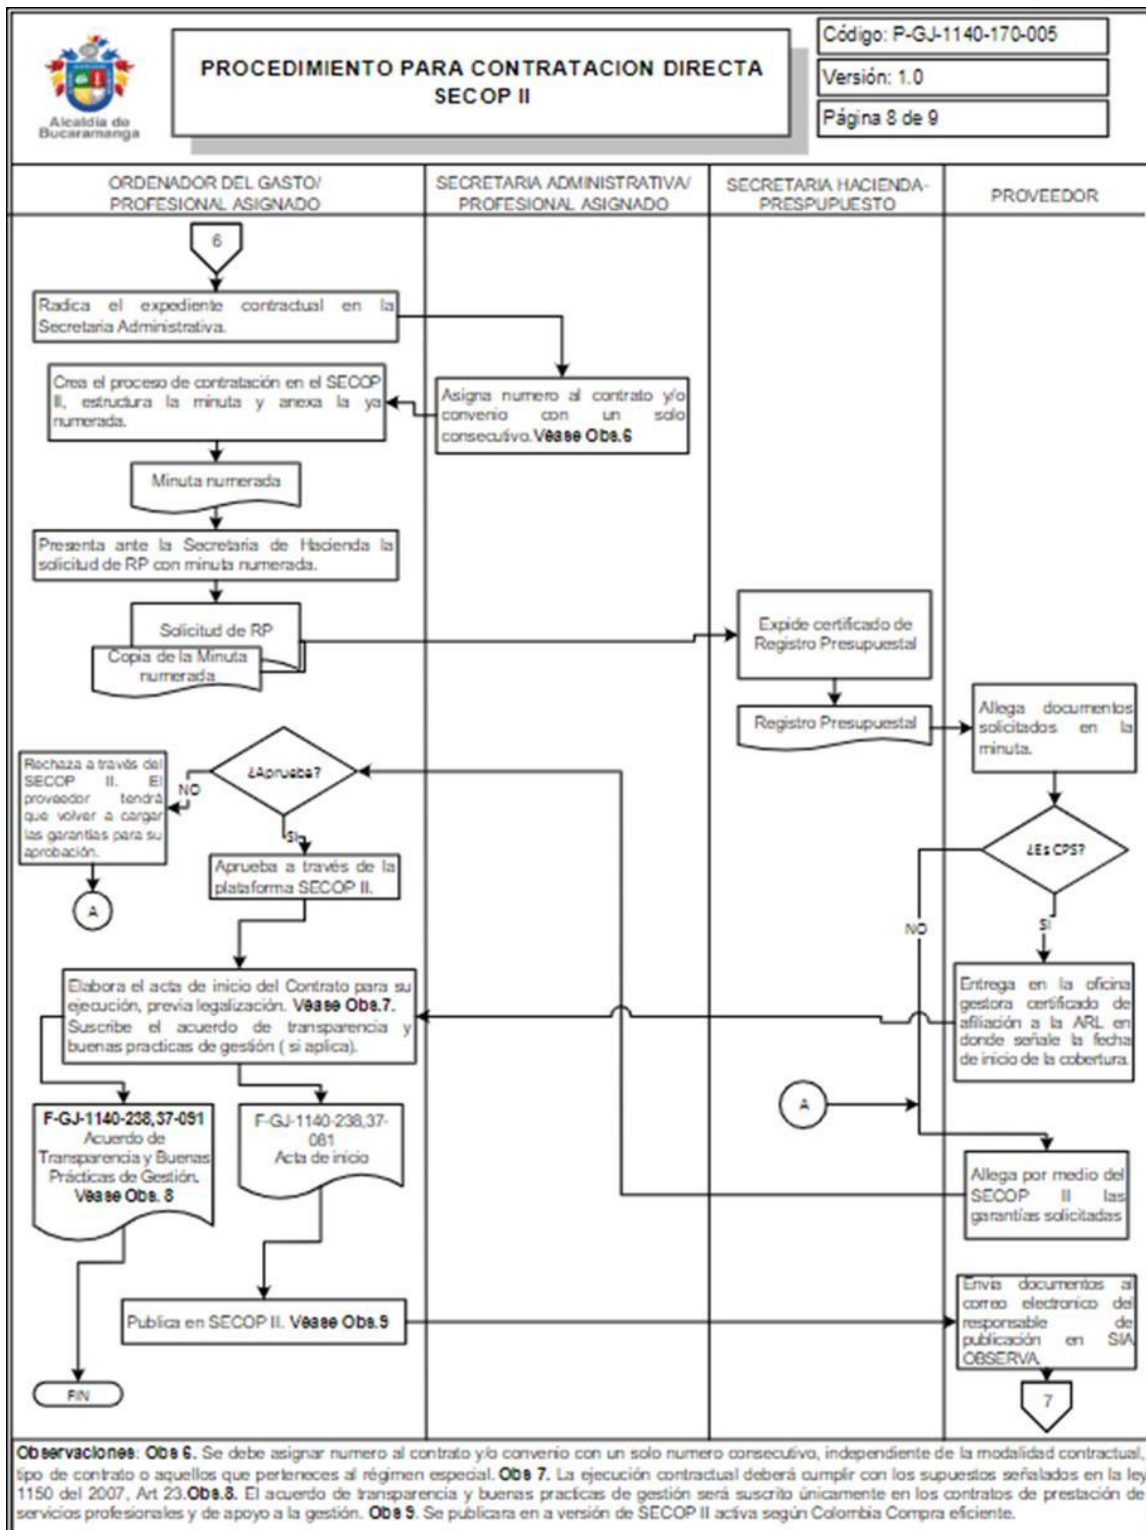 Alcaldía de
Bucaramanga
PROCEDIMIENTO PARA CONTRATACION DIRECTA
SECOP II
Código: P-GJ-1140-170-005
Versión: 1.0
Página 8 de 9
ORDENADOR DEL GASTO/
PROFESIONAL ASIGNADO
SECRETARIA ADMINISTRATIVA/
PROFESIONAL ASIGNADO
SECRETARIA HACIENDA-
PRESPUPUESTO
PROVEEDOR
6
Radica el expediente contractual en la
Secretaria Administrativa.
Crea el proceso de contratación en el SECOP
II, estructura la minuta y anexa la ya
numerada.
Asigna numero al contrato y/o
convenio con un solo
consecutivo. Véase Obs.6
Minuta numerada
Presenta ante la Secretaria de Hacienda la
solicitud de RP con minuta numerada.
Solicitud de RP
Copia de la Minuta
numerada
Expide certificado de
Registro Presupuestal
Registro Presupuestal
Allega documentos
solicitados en la
minuta.
¿Es CPS?
NO
SI
Rechaza a través del
SECOP II. El
proveedor tendrá
que volver a cargar
las garantías para su
aprobación.
NO
¿Aprueba?
SI
A
Aprueba a través de la
plataforma SECOP II.
Elabora el acta de inicio del Contrato para su
ejecución, previa legalización. Véase Obs.7.
Suscribe el acuerdo de transparencia y
buenas practicas de gestión ( si aplica).
Entrega en la oficina
gestora certificado de
afiliación a la ARL en
donde señale la fecha
de inicio de la cobertura.
A
F-GJ-1140-238,37-091
Acuerdo de
Transparencia y Buenas
Prácticas de Gestión.
Véase Obs. 8
F-GJ-1140-238,37-
081
Acta de inicio
Allega por medio del
SECOP II las
garantías solicitadas
Publica en SECOP II. Véase Obs.9
Envía documentos al
correo electronico del
responsable de
publicación en SIA
OBSERVA
FIN
7
Observaciones: Obs 6. Se debe asignar numero al contrato y/o convenio con un solo numero consecutivo, independiente de la modalidad contractual,
tipo de contrato o aquellos que perteneces al régimen especial. Obs 7. La ejecución contractual deberá cumplir con los supuestos señalados en la ley
1150 del 2007, Art 23.Obs.8. El acuerdo de transparencia y buenas practicas de gestión será suscrito únicamente en los contratos de prestación de
servicios profesionales y de apoyo a la gestión. Obs 9. Se publicara en a versión de SECOP II activa según Colombia Compra eficiente.